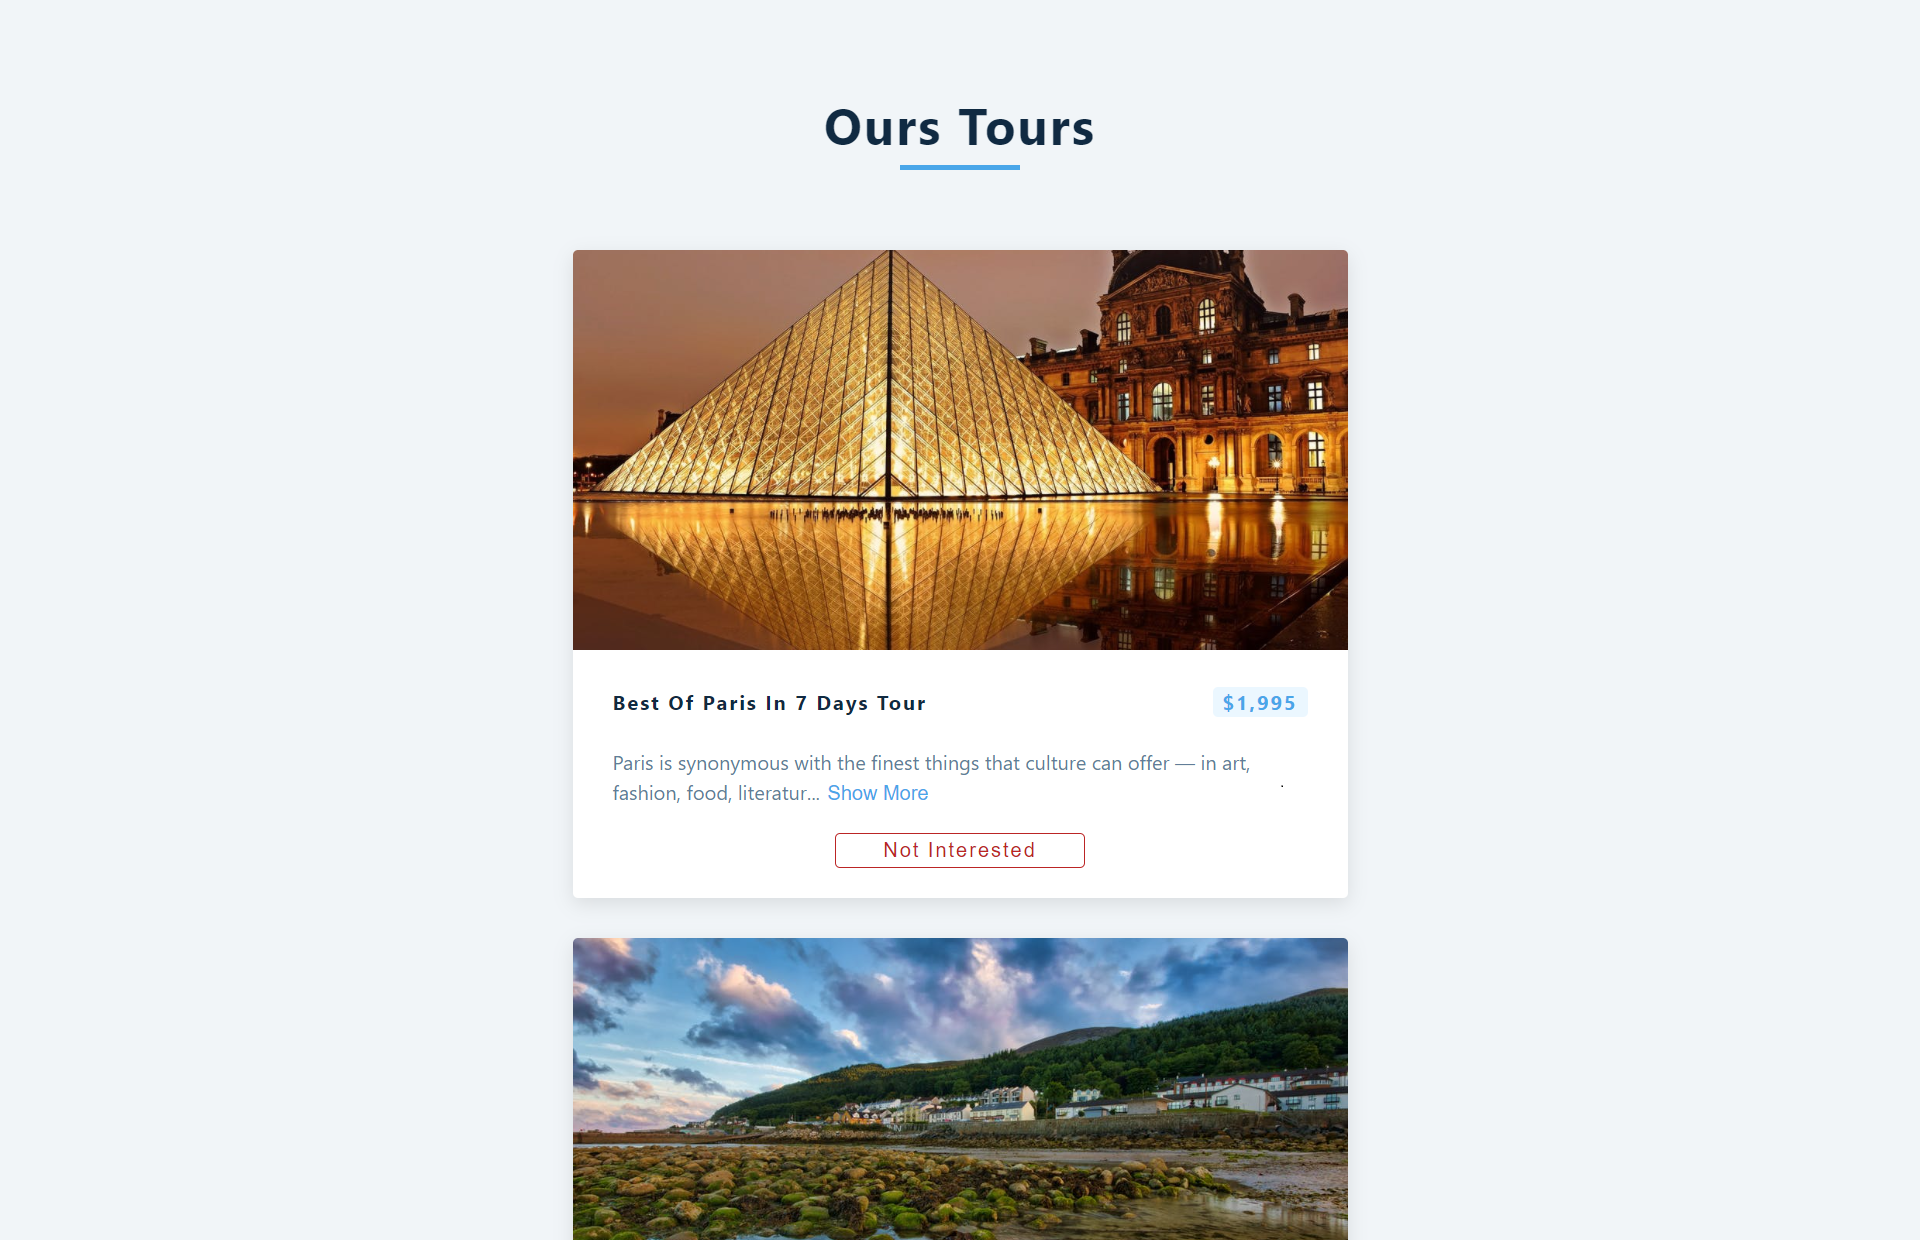 Ours Tours
Best Of Paris In 7 Days Tour
$1,995
Paris is synonymous with the finest things that culture can offer — in art,
fashion, food, literatur... Show More
Not Interested